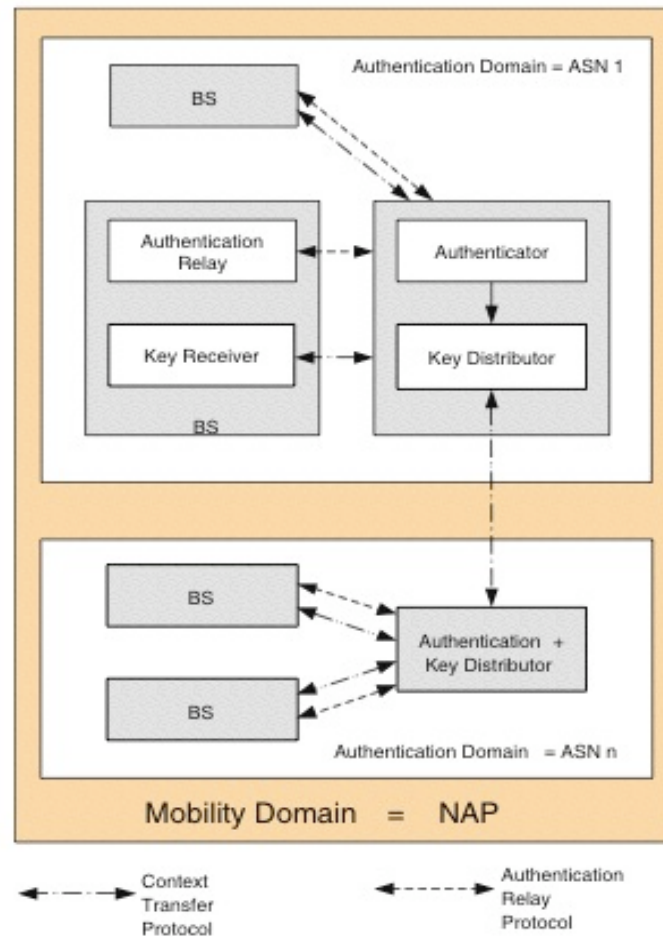 Authentication Domain = ASN 1
BS
Authentication
Relay
Authenticator
Key Receiver
Key Distributor
BS
BS
Authentication +
Key Distributor
BS
Authentication Domain = ASN n
Mobility Domain = NAP
Context
Transfer
Protocol
Authentication
Relay
Protocol